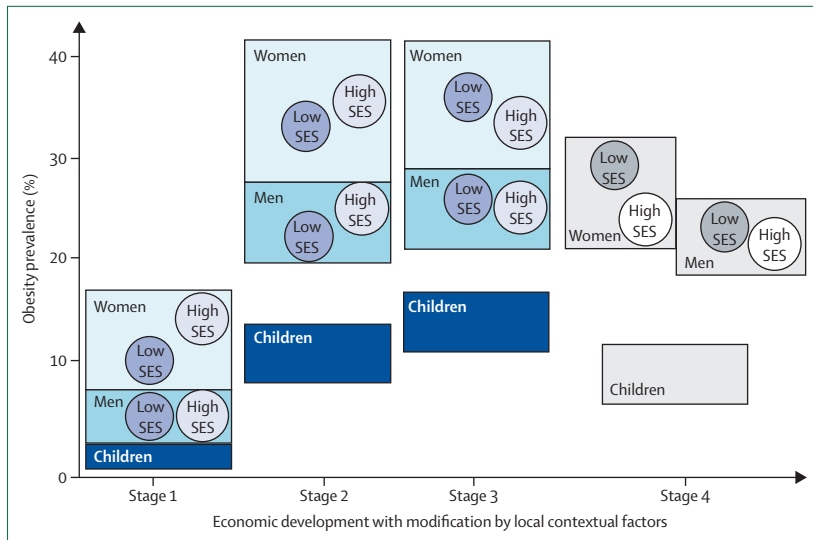 Obesity prevalence (%)
40
30
20
10
0
Women
High
SES
Low
SES
Men
Low
SES
High
SES
Children
Women
High
SES
Low
SES
Men
High
SES
Low
SES
Children
Women
Low
SES
High
SES
Men
Low
SES
High
SES
Children
Low
SES
High
SES
Women
Low
SES
High
SES
Men
Children
Stage 1
Stage 2
Stage 3
Stage 4
Economic development with modification by local contextual factors